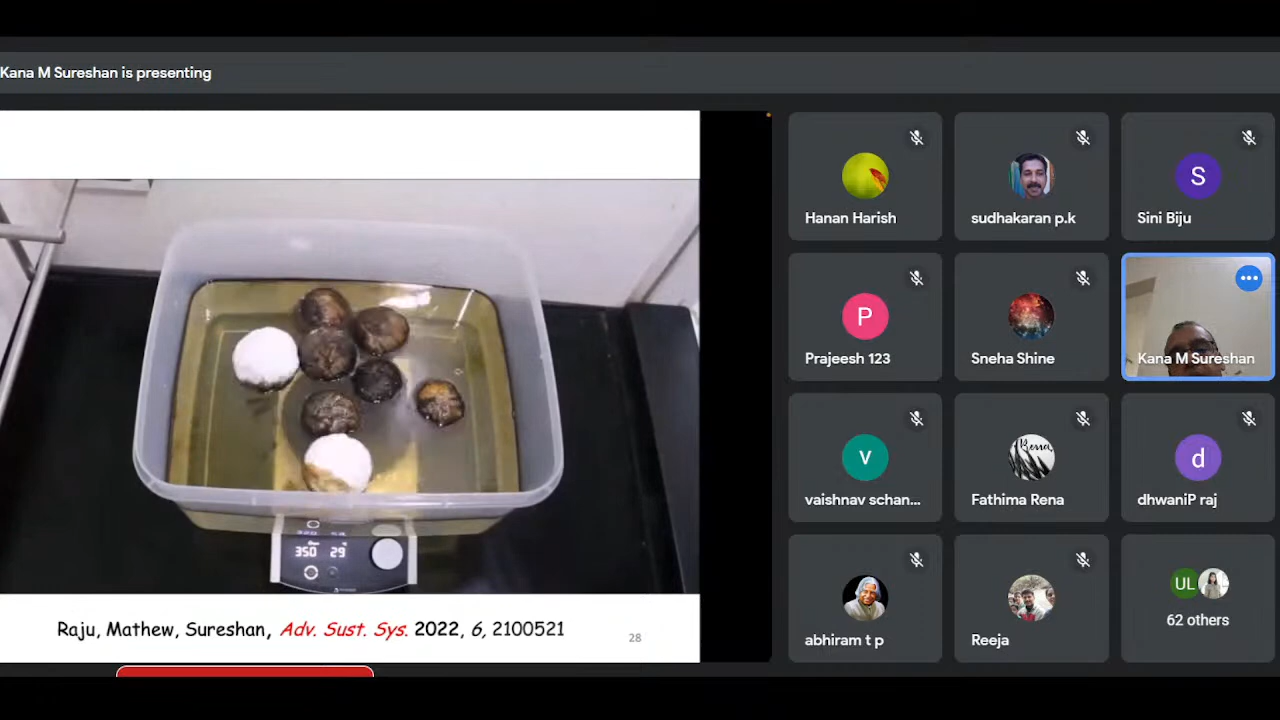 Kana M Sureshan is presenting
Hanan Harish
sudhakaran p.k
S
Sini Biju
P
Prajeesh 123
Sneha Shine
Kana M Sureshan
v
vaishnav schan...
Rena
Fathima Rena
d
dhwaniP raj
abhiram t p
Reeja
UL
62 others
350 29
Raju, Mathew, Sureshan, Adv. Sust. Sys. 2022, 6, 2100521
28